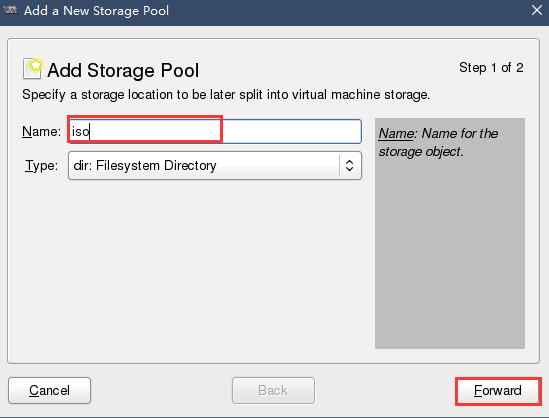 Add a New Storage Pool
Add Storage Pool
Step 1 of 2
Specify a storage location to be later split into virtual machine storage.
Name: iso
Type: dir: Filesystem Directory
Name: Name for the
storage object.
Cancel
Back
Forward